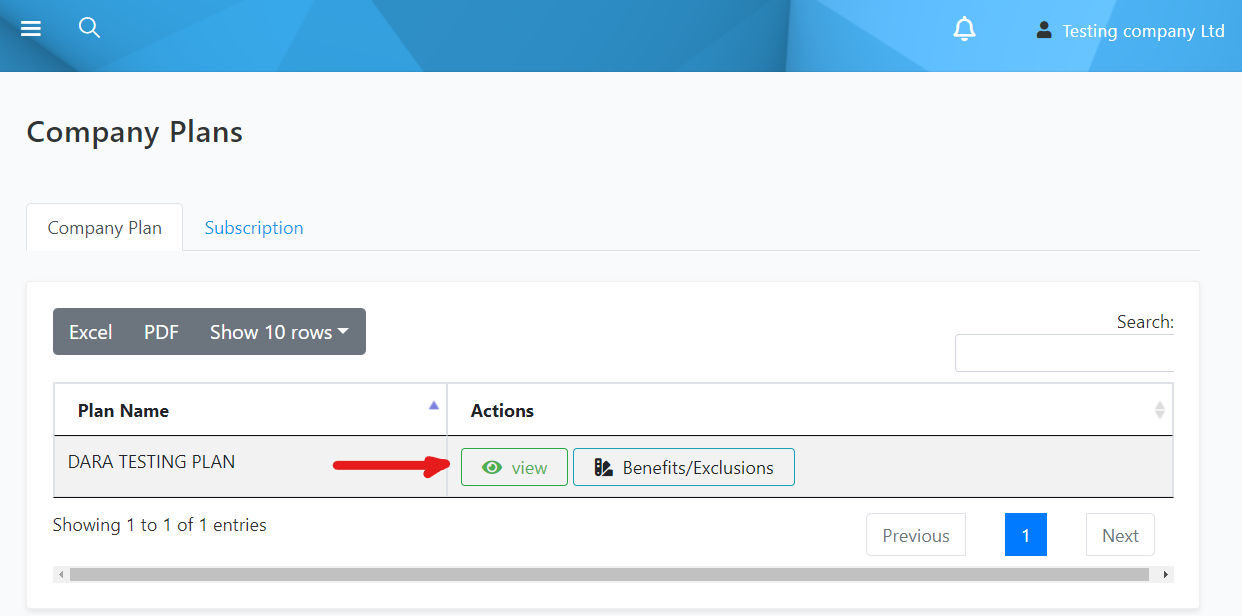 Testing company Ltd
Company Plans
Company Plan Subscription
Excel PDF Show 10 rows
Search:
Plan Name Actions
DARA TESTING PLAN view Benefits/Exclusions
Showing 1 to 1 of 1 entries
Previous 1 Next